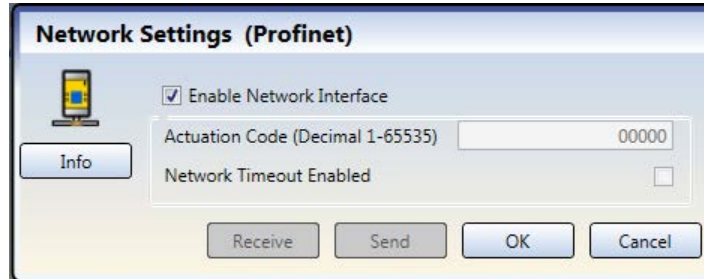 Network Settings (Profinet)
Enable Network Interface
Actuation Code (Decimal 1-65535) 00000
Info
Network Timeout Enabled
Receive Send OK Cancel